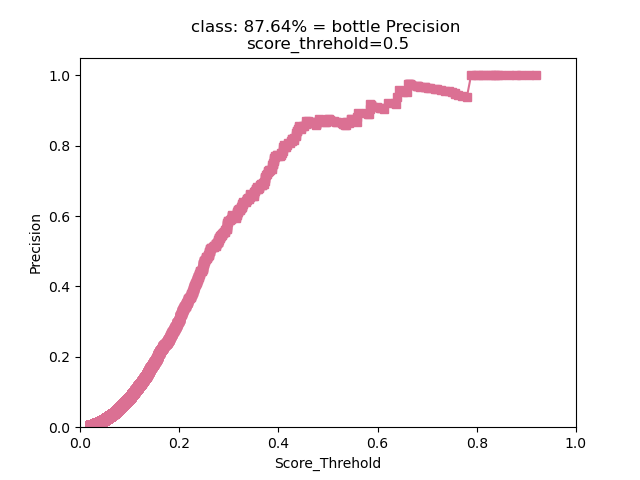 class: 87.64% = bottle Precision
score_threhold=0.5
1.0
0.8
0.6
0.4
0.2
0.0
Precision
0.0 0.2 0.4 0.6 0.8 1.0
Score_Threhold